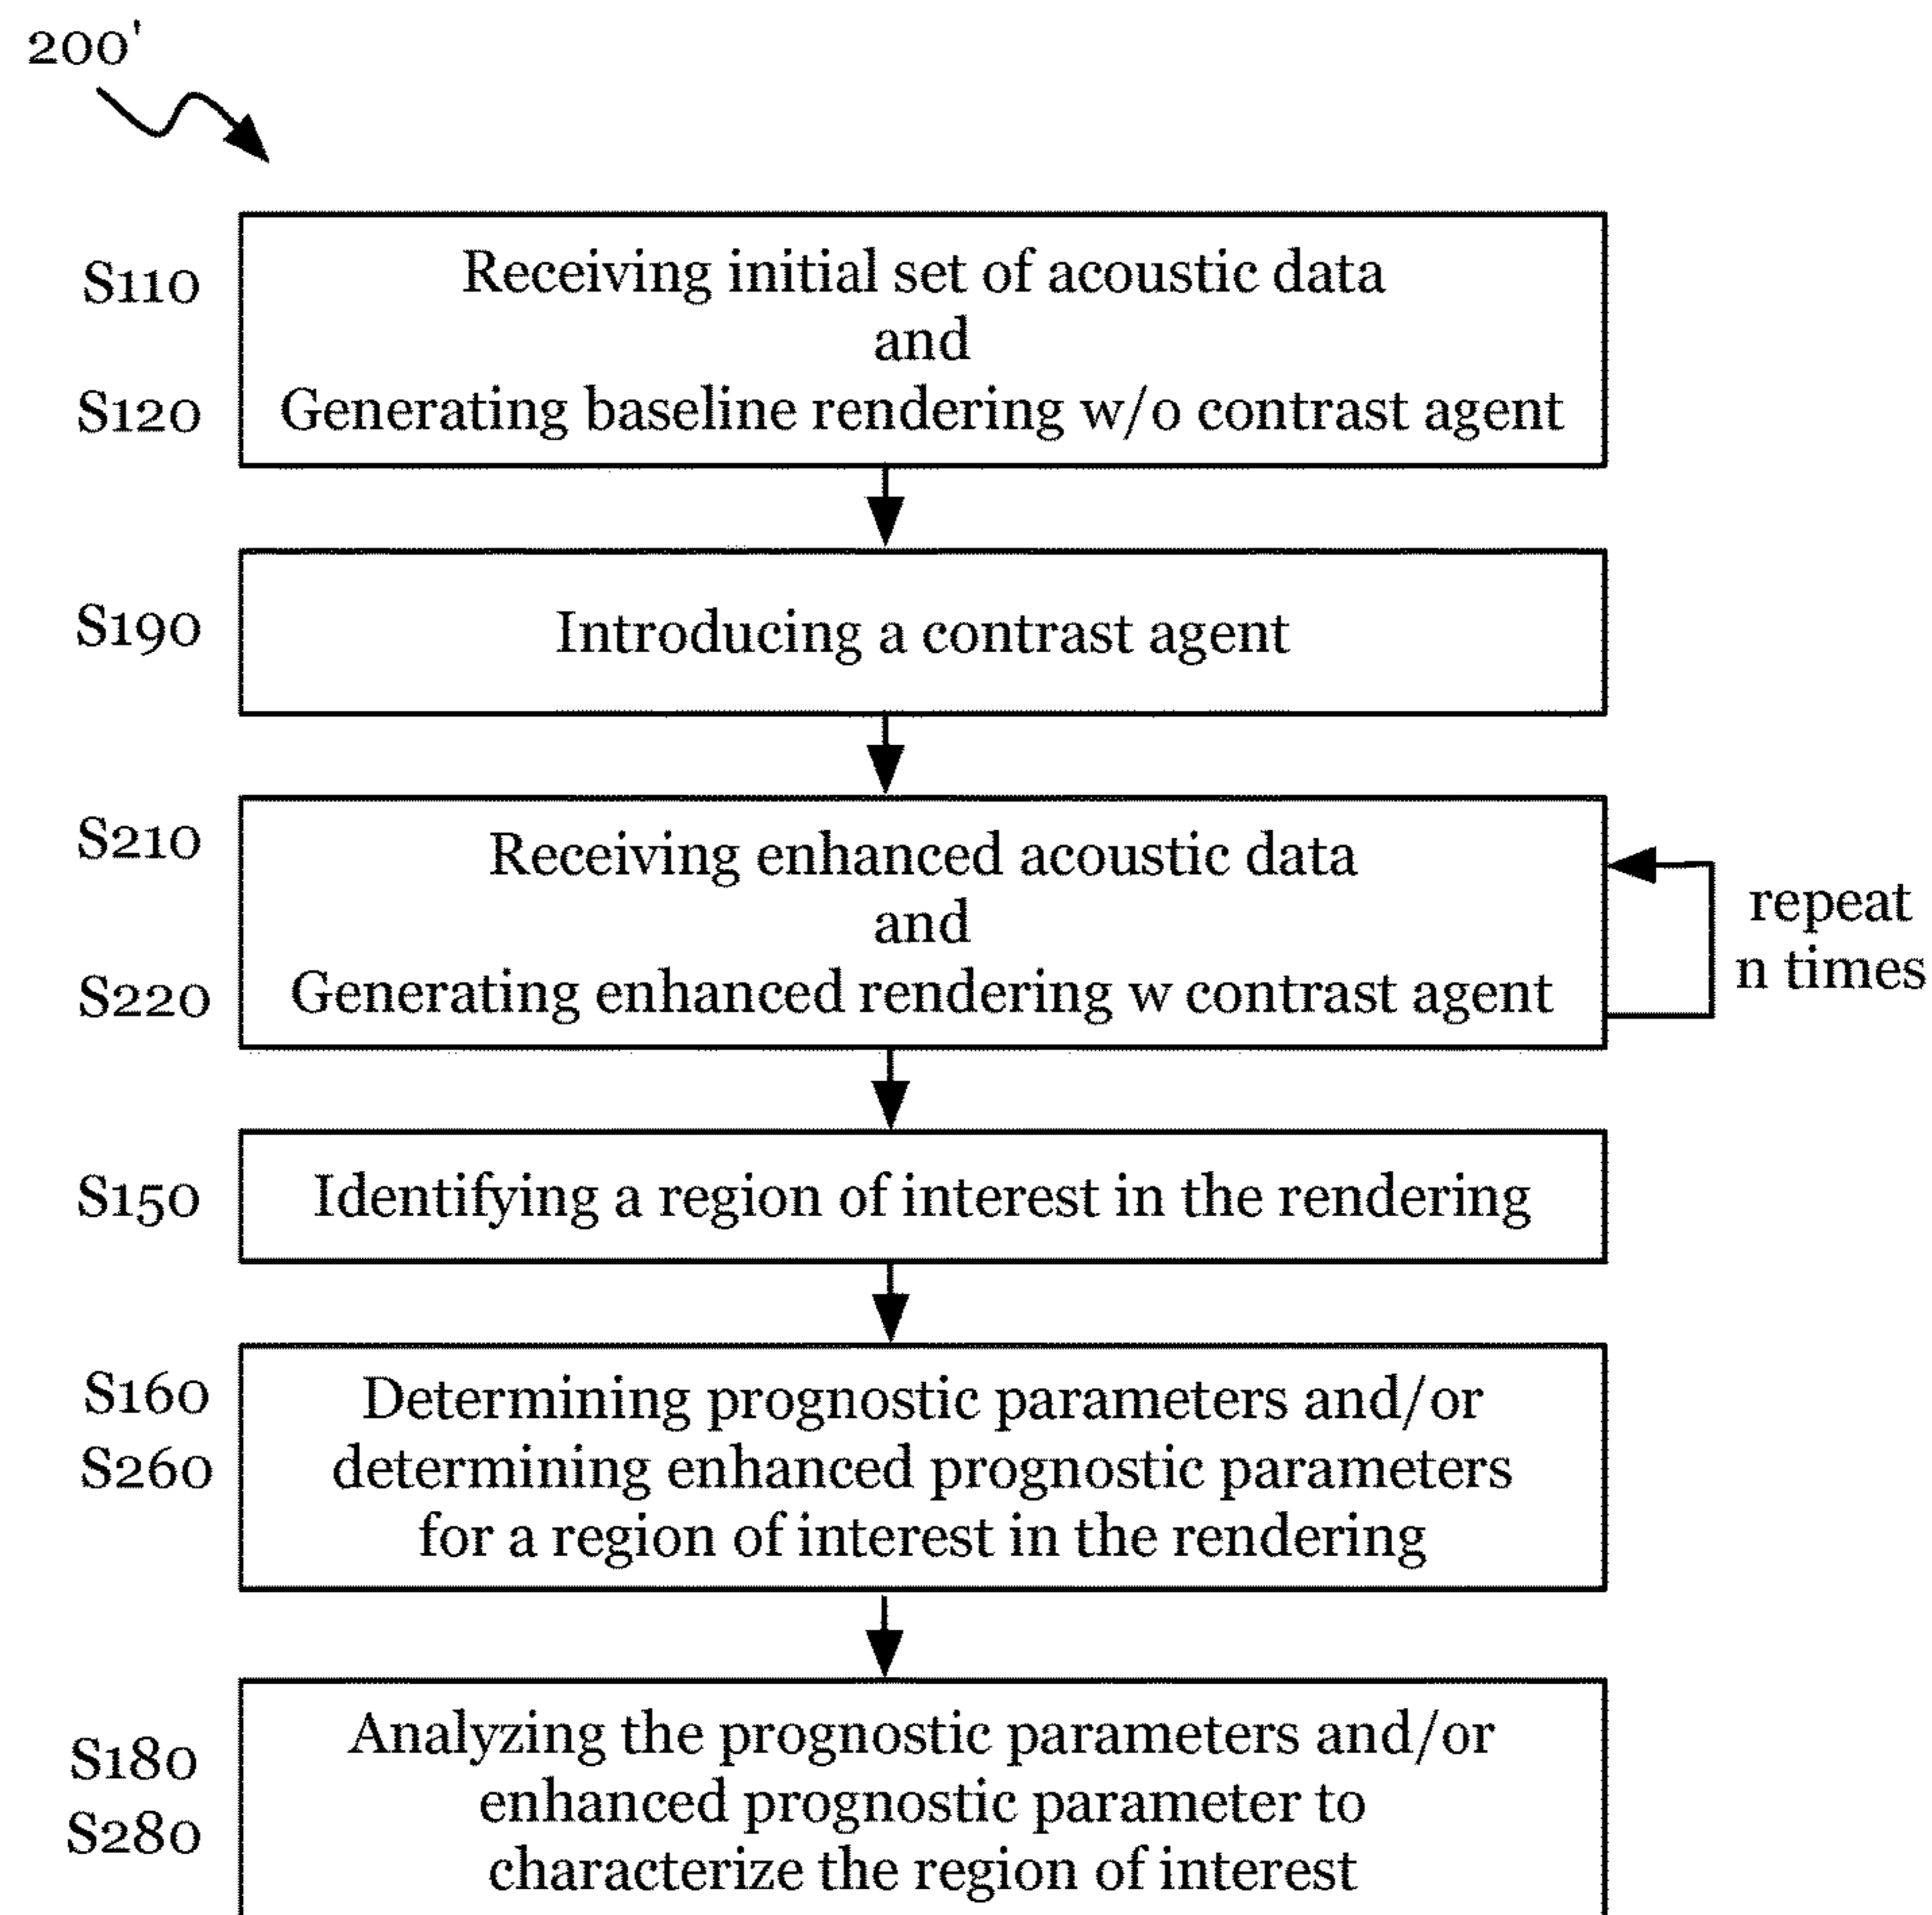 200'
S110
Receiving initial set of acoustic data
and
S120
Generating baseline rendering w/o contrast agent
S190
Introducing a contrast agent
S210
Receiving enhanced acoustic data
and
S220
Generating enhanced rendering w contrast agent
repeat
n times
S150
Identifying a region of interest in the rendering
S160
S260
Determining prognostic parameters and/or
determining enhanced prognostic parameters
for a region of interest in the rendering
S180
S280
Analyzing the prognostic parameters and/or
enhanced prognostic parameter to
characterize the region of interest